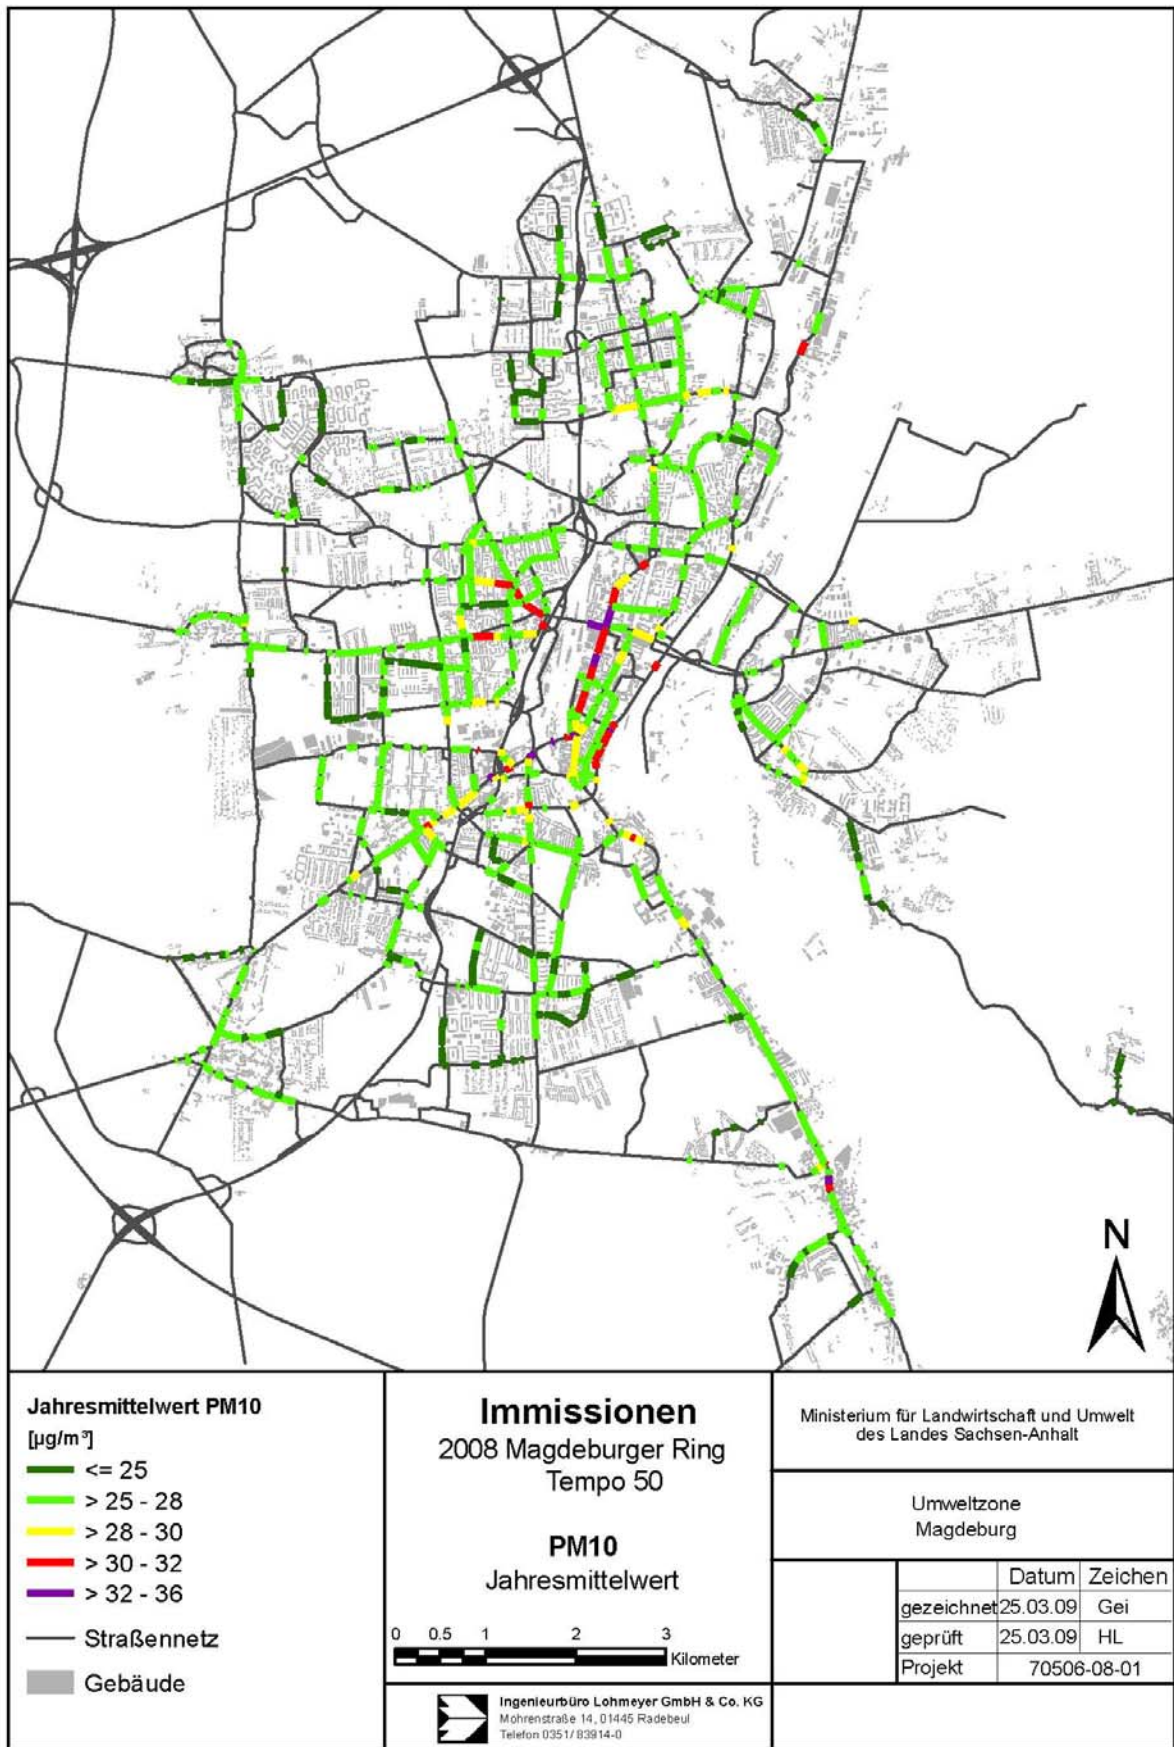 N
Jahresmittelwert PM10
[µg/m³]
<= 25
> 25 - 28
> 28 - 30
> 30 - 32
> 32 - 36
Straßennetz
Gebäude
Immissionen
2008 Magdeburger Ring
Tempo 50
PM10
Jahresmittelwert
0 0.5 1 2 3
Kilometer
Ingenieurbüro Lohmeyer GmbH & Co. KG
Mohrenstraße 14, 01445 Radebeul
Telefon 0351/ 83914-0
Ministerium für Landwirtschaft und Umwelt
des Landes Sachsen-Anhalt
Umweltzone
Magdeburg
Datum Zeichen
gezeichnet 25.03.09 Gei
geprüft 25.03.09 HL
Projekt 70506-08-01